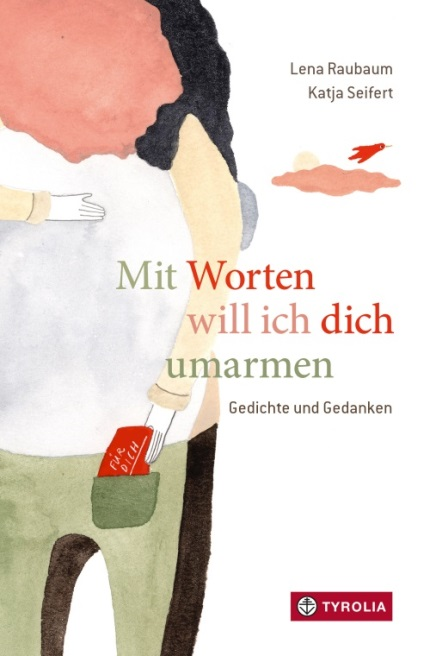 Lena Raubaum
Katja Seifert
Mit Worten
will ich dich
umarmen
Gedichte und Gedanken
FÜR
DICH
TYROLIA